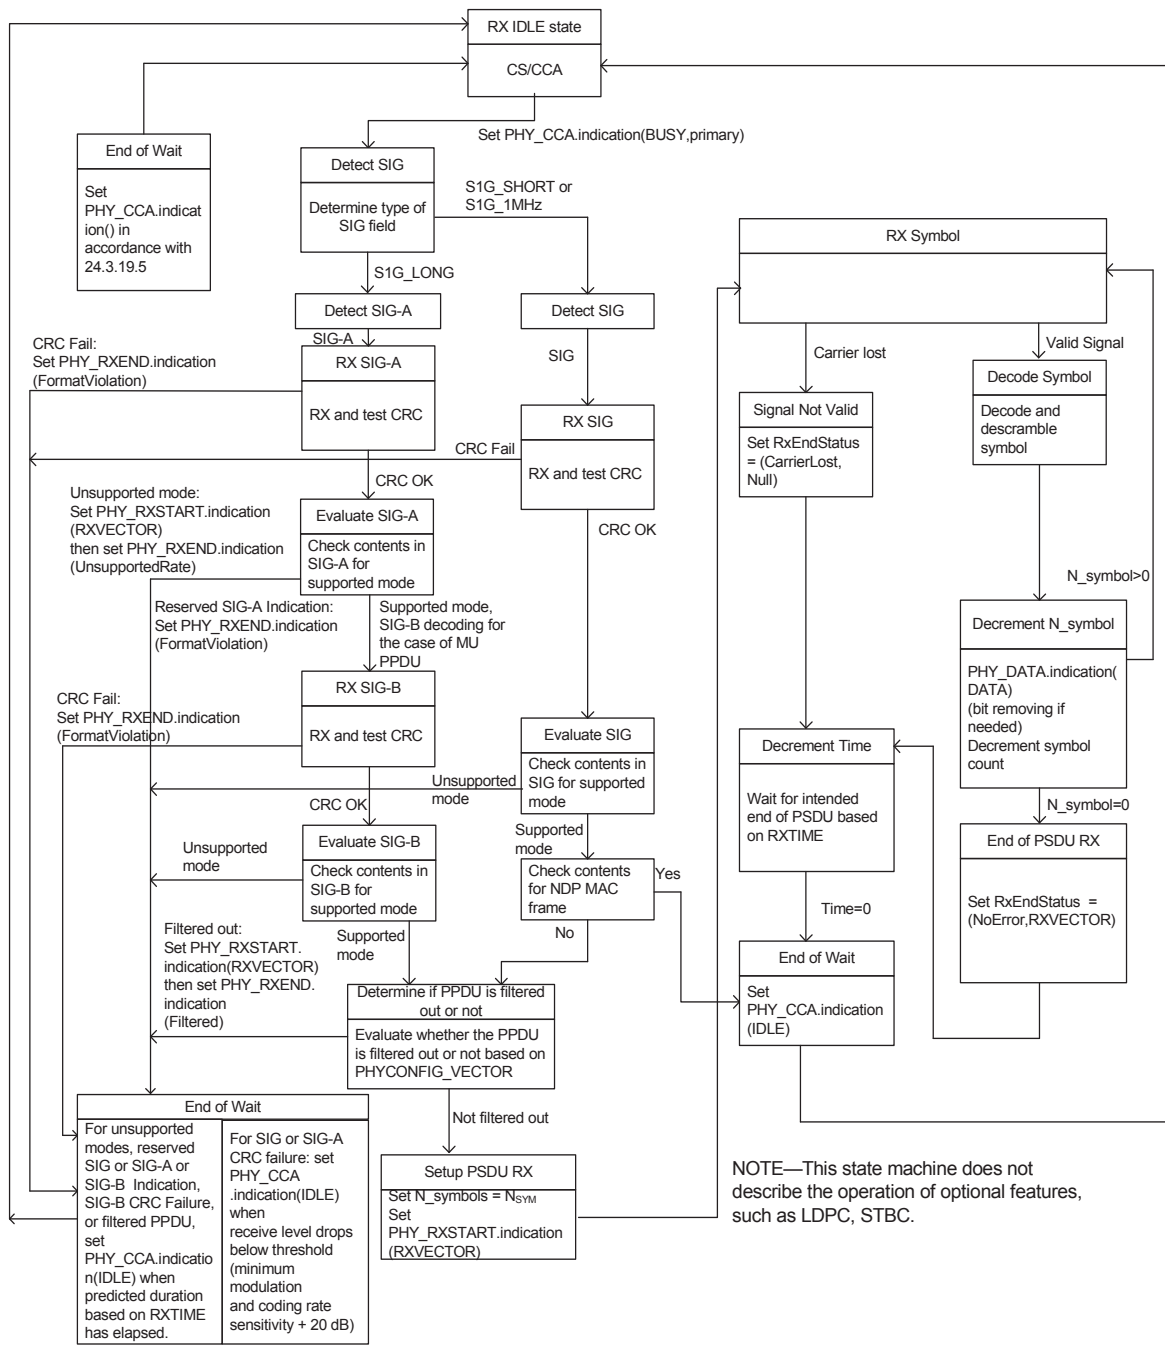 RX IDLE state
CS/CCA
Set PHY_CCA.indication(BUSY,primary)
End of Wait
Set
PHY_CCA.indicat
ion() in
accordance with
24.3.19.5
Detect SIG
Determine type of
SIG field
S1G_SHORT or
S1G_1MHz
S1G_LONG
Detect SIG-A
SIG-A
CRC Fail:
Set PHY_RXEND.indication
(FormatViolation)
RX SIG-A
RX and test CRC
CRC OK
Detect SIG
SIG
RX SIG
RX and test CRC
CRC Fail
CRC OK
Unsupported mode:
Set PHY_RXSTART.indication
(RXVECTOR)
then set PHY_RXEND.indication
(UnsupportedRate)
Evaluate SIG-A
Check contents in
SIG-A for
supported mode
Reserved SIG-A Indication:
Set PHY_RXEND.indication
(FormatViolation)
Supported mode,
SIG-B decoding for
the case of MU
PPDU
CRC Fail:
Set PHY_RXEND.indication
(FormatViolation)
RX SIG-B
RX and test CRC
CRC OK
Evaluate SIG
Check contents in
SIG for supported
mode
Unsupported
mode
Supported
mode
Unsupported
mode
Evaluate SIG-B
Check contents in
SIG-B for
supported mode
Supported
mode
Check contents
for NDP MAC
frame
Yes
No
Filtered out:
Set PHY_RXSTART.
indication(RXVECTOR)
then set PHY_RXEND.
indication
(Filtered)
Determine if PPDU is filtered
out or not
Evaluate whether the PPDU
is filtered out or not based on
PHYCONFIG_VECTOR
Not filtered out
Setup PSDU RX
Set N_symbols = NSYM
Set
PHY_RXSTART.indication
(RXVECTOR)
End of Wait
For unsupported
modes, reserved
SIG or SIG-A or
SIG-B Indication,
SIG-B CRC Failure,
or filtered PPDU,
set
PHY_CCA.indicatio
n(IDLE) when
predicted duration
based on RXTIME
has elapsed.
For SIG or SIG-A
CRC failure: set
PHY_CCA
.indication(IDLE)
when
receive level drops
below threshold
(minimum
modulation
and coding rate
sensitivity + 20 dB)
RX Symbol
Carrier lost
Valid Signal
Signal Not Valid
Set RxEndStatus
= (CarrierLost,
Null)
Decode Symbol
Decode and
descramble
symbol
N_symbol>0
Decrement N_symbol
PHY_DATA.indication(
DATA)
(bit removing if
needed)
Decrement symbol
count
N_symbol=0
Decrement Time
Wait for intended
end of PSDU based
on RXTIME
Time=0
End of PSDU RX
Set RxEndStatus =
(NoError,RXVECTOR)
End of Wait
Set
PHY_CCA.indication
(IDLE)
NOTE—This state machine does not
describe the operation of optional features,
such as LDPC, STBC.